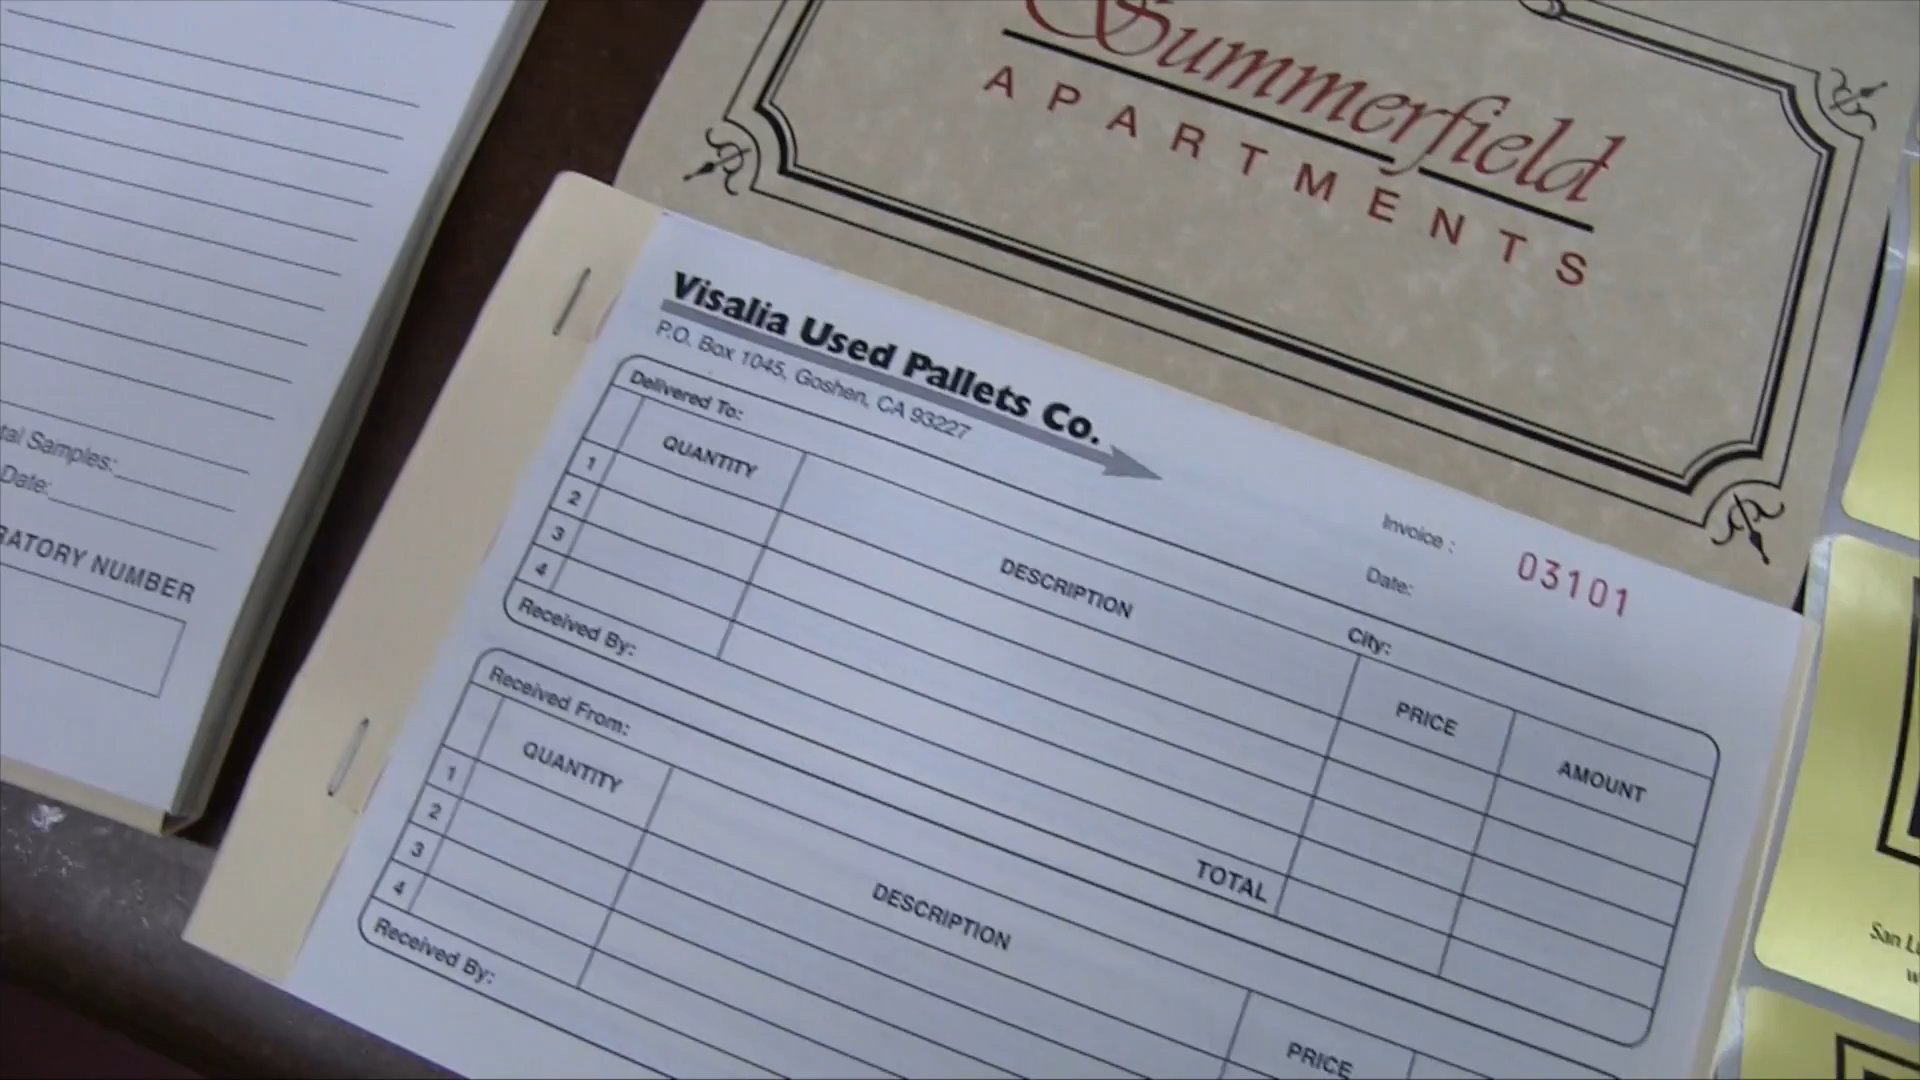 Summerfield
APARTMENTS
Visalia Used Pallets Co.
P.O. Box 1045, Goshen, CA 93227
Invoice :
03101
Date:
Delivered To:
City:
QUANTITY
DESCRIPTION
PRICE
AMOUNT
1
2
3
4
TOTAL
Received By:
Received From:
QUANTITY
DESCRIPTION
PRICE
1
2
3
4
Received By:
Samples:
Date:
NUMBER
San